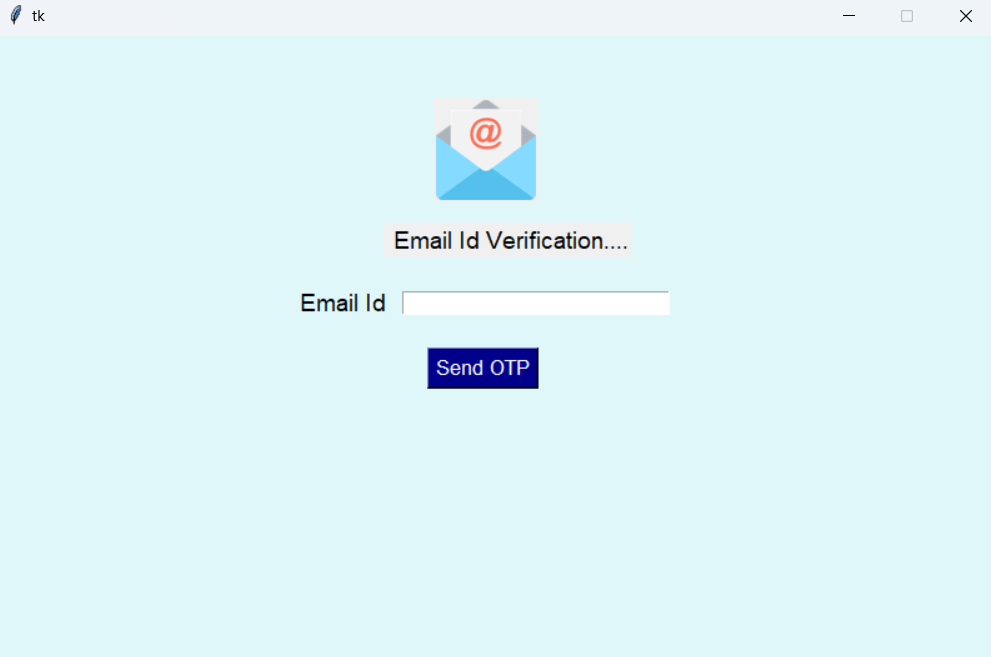 tk
@
Email Id Verification....
Email Id
Send OTP